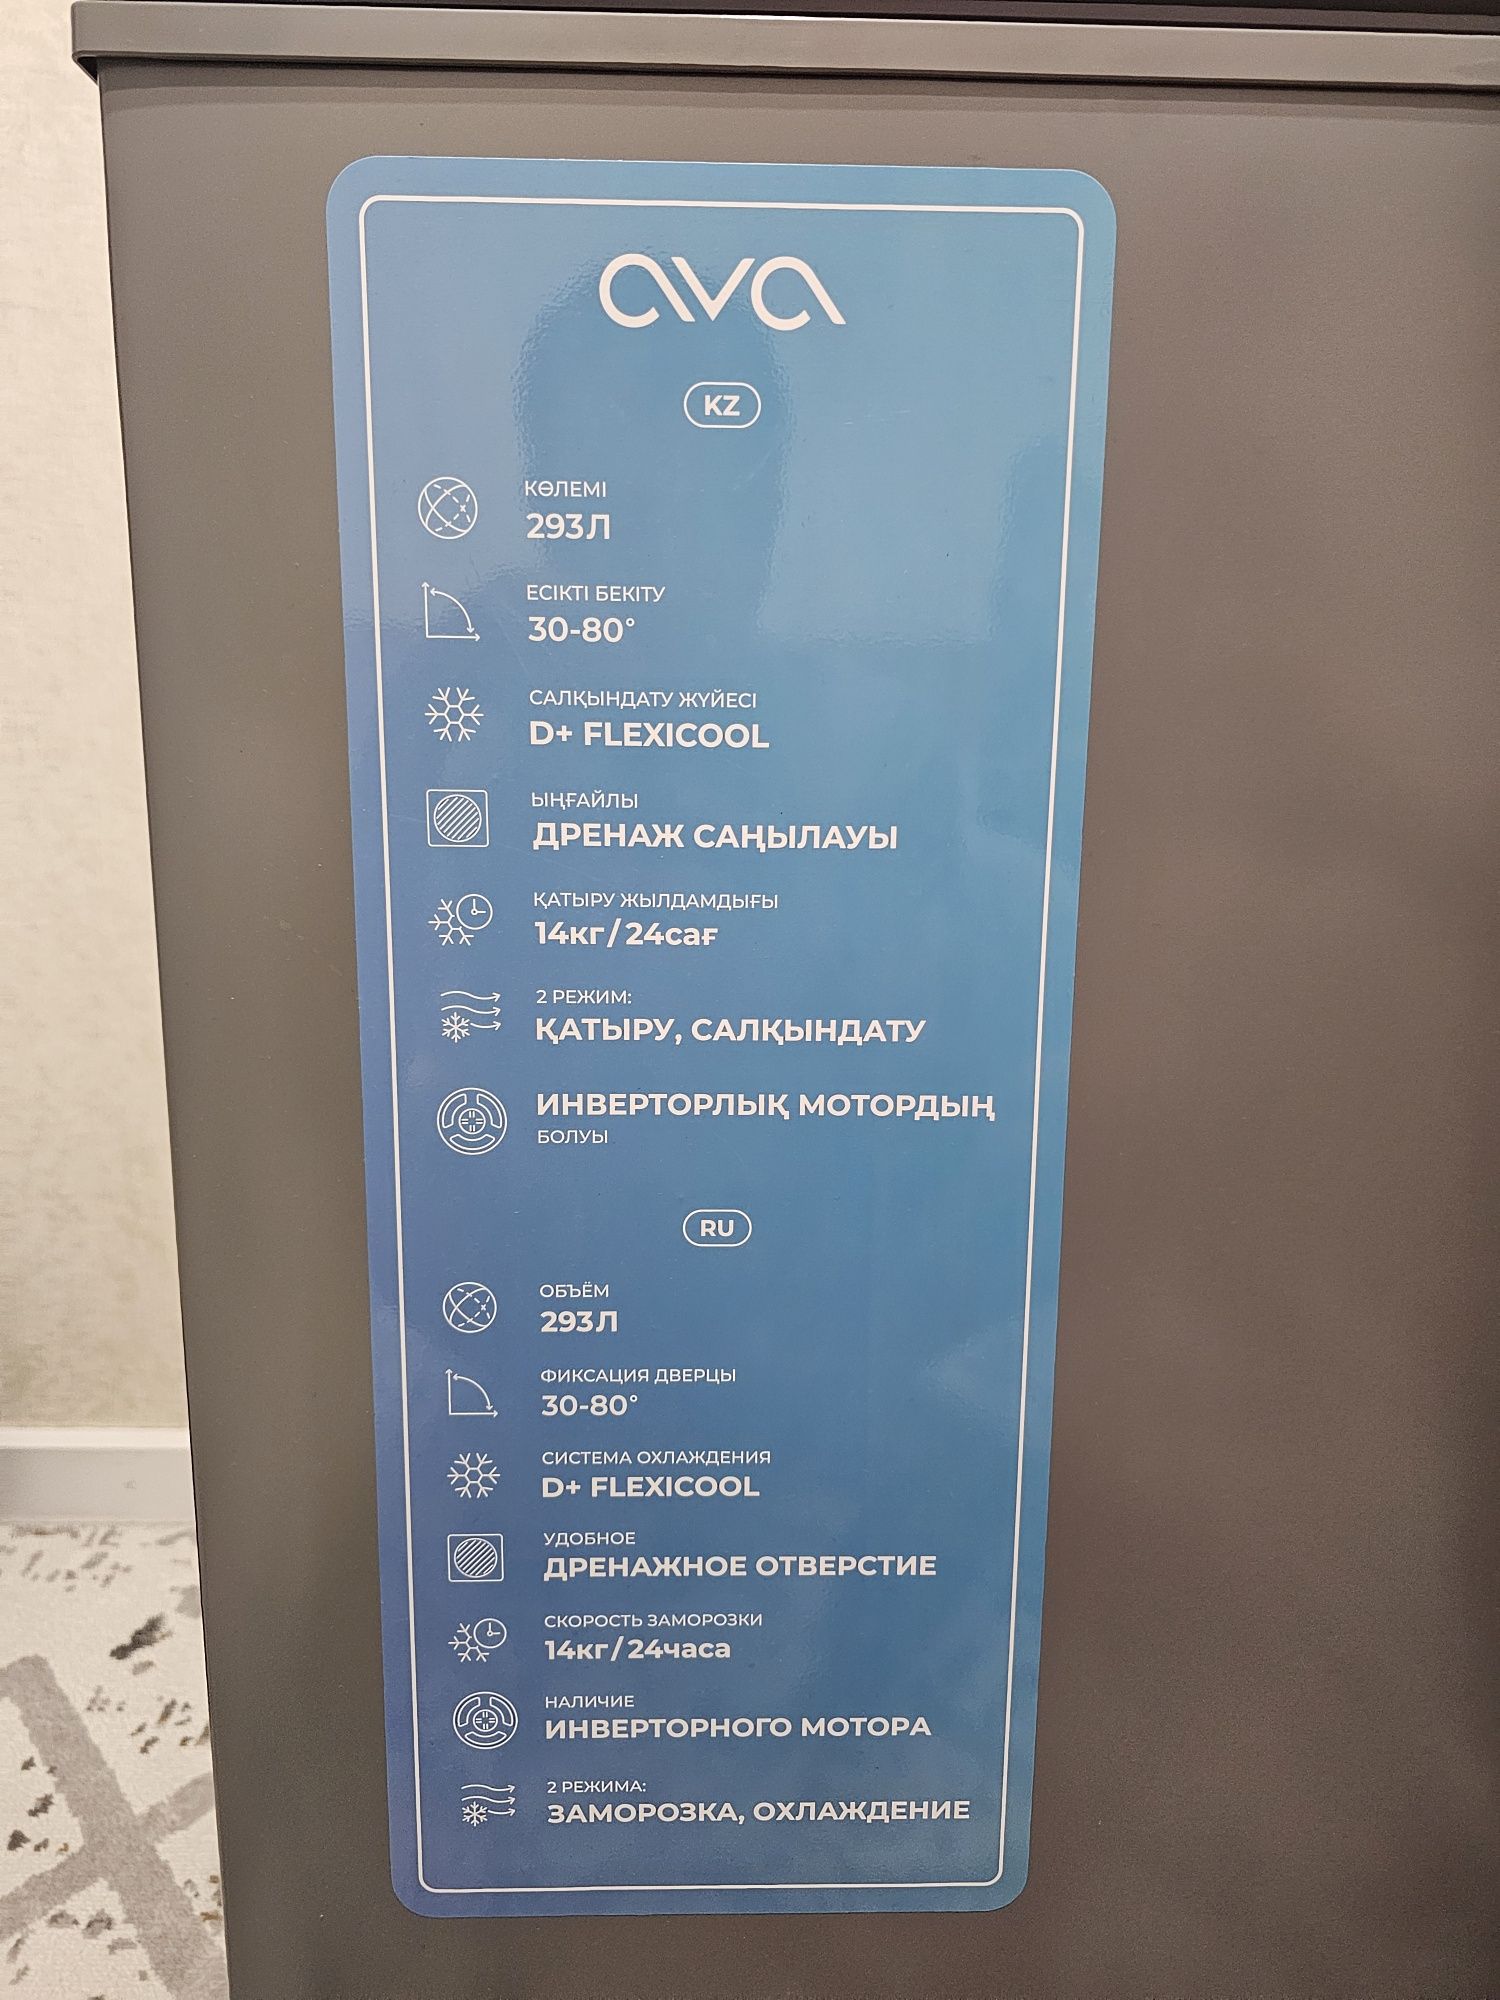 ava
KZ
КӨЛЕМІ
293Л
ЕСІКТІ БЕКІТУ
30-80°
САЛҚЫНДАТУ ЖҮЙЕСІ
D+ FLEXICOOL
ЫҢҒАЙЛЫ
ДРЕНАЖ САҢЫЛАУЫ
ҚАТЫРУ ЖЫЛДАМДЫҒЫ
14кг/24сағ
2 РЕЖИМ:
ҚАТЫРУ, САЛҚЫНДАТУ
ИНВЕРТОРЛЫҚ МОТОРДЫҢ
БОЛУЫ
RU
ОБЪЁМ
293Л
ФИКСАЦИЯ ДВЕРЦЫ
30-80°
СИСТЕМА ОХЛАЖДЕНИЯ
D+ FLEXICOOL
УДОБНОЕ
ДРЕНАЖНОЕ ОТВЕРСТИЕ
СКОРОСТЬ ЗАМОРОЗКИ
14кг/24часа
НАЛИЧИЕ
ИНВЕРТОРНОГО МОТОРА
2 РЕЖИМА:
ЗАМОРОЗКА, ОХЛАЖДЕНИЕ